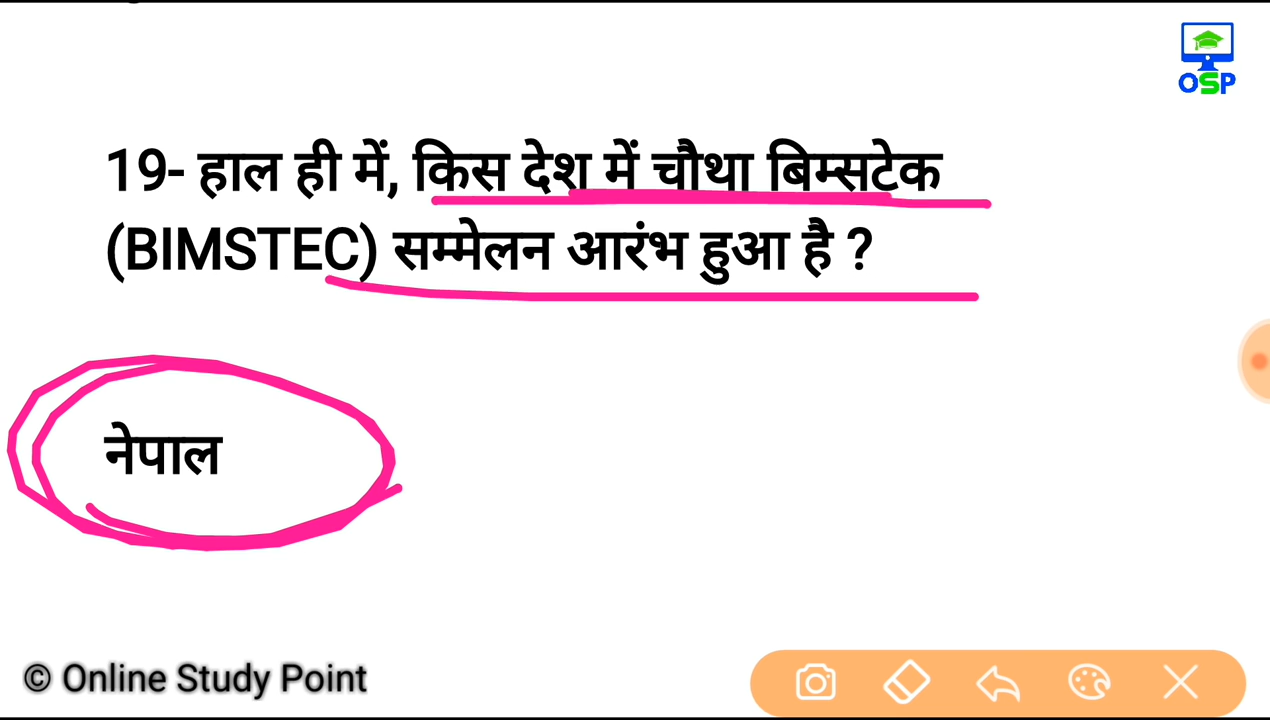 OSP
19- हाल ही में, किस देश में चौथा बिम्सटेक
(BIMSTEC) सम्मेलन आरंभ हुआ है ?
नेपाल
© Online Study Point